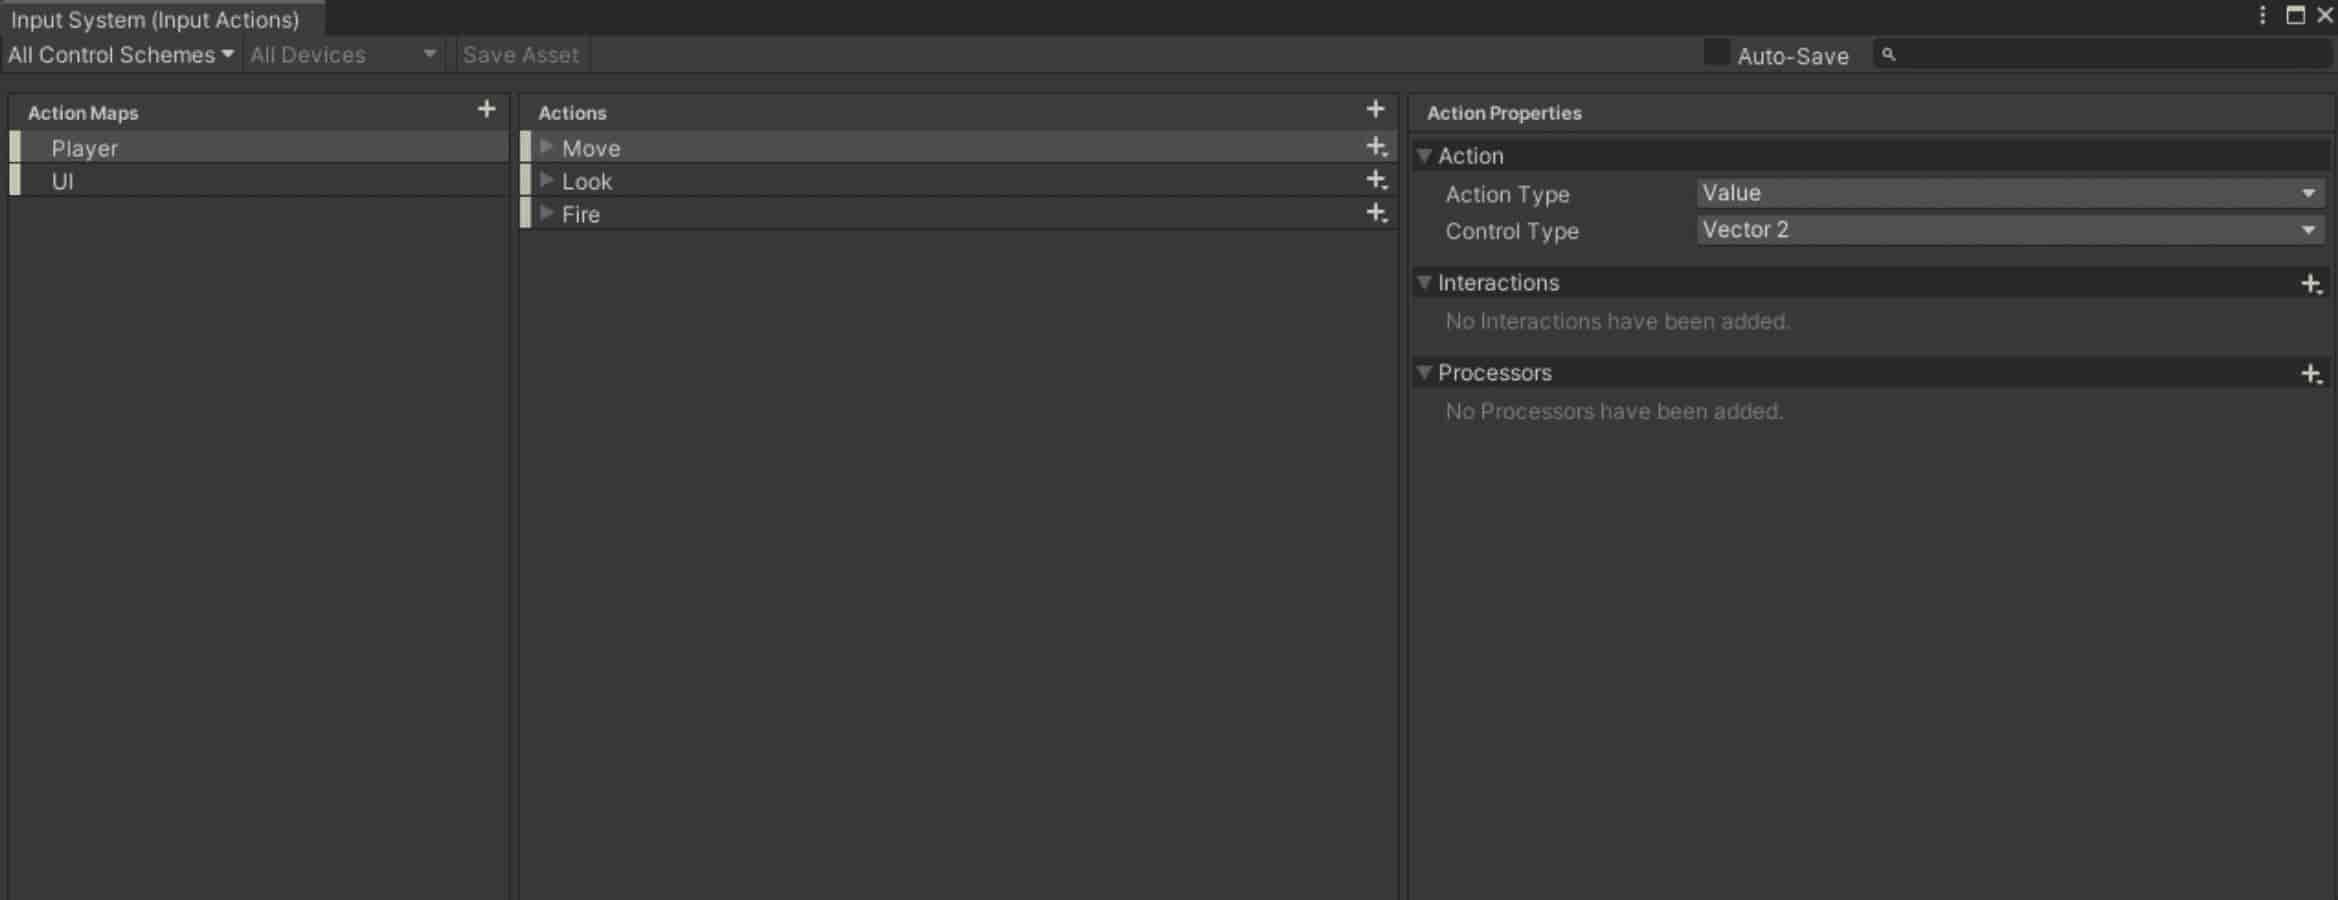 Input System (Input Actions)
All Control Schemes All Devices Save Asset Auto-Save
Action Maps
Player
UI
Actions
Move
Look
Fire
Action Properties
Action
Action Type Value
Control Type Vector 2
Interactions
No Interactions have been added.
Processors
No Processors have been added.